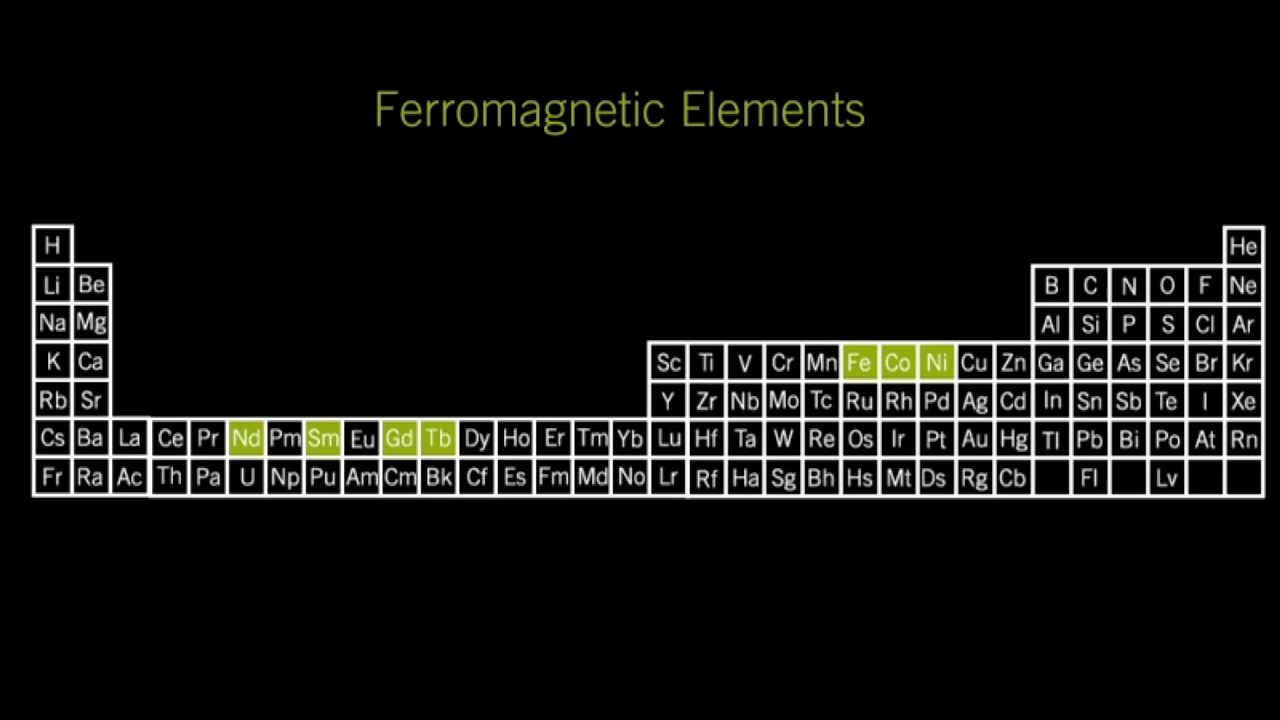 Ferromagnetic Elements
H He
Li Be B C N O F Ne
Na Mg Al Si P S Cl Ar
K Ca Sc Ti V Cr Mn Fe Co Ni Cu Zn Ga Ge As Se Br Kr
Rb Sr Y Zr Nb Mo Tc Ru Rh Pd Ag Cd In Sn Sb Te I Xe
Cs Ba La Ce Pr Nd Pm Sm Eu Gd Tb Dy Ho Er Tm Yb Lu Hf Ta W Re Os Ir Pt Au Hg Tl Pb Bi Po At Rn
Fr Ra Ac Th Pa U Np Pu Am Cm Bk Cf Es Fm Md No Lr Rf Ha Sg Bh Hs Mt Ds Rg Cb Fl Lv